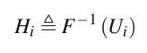 H_i ≜ F^{-1} (U_i)